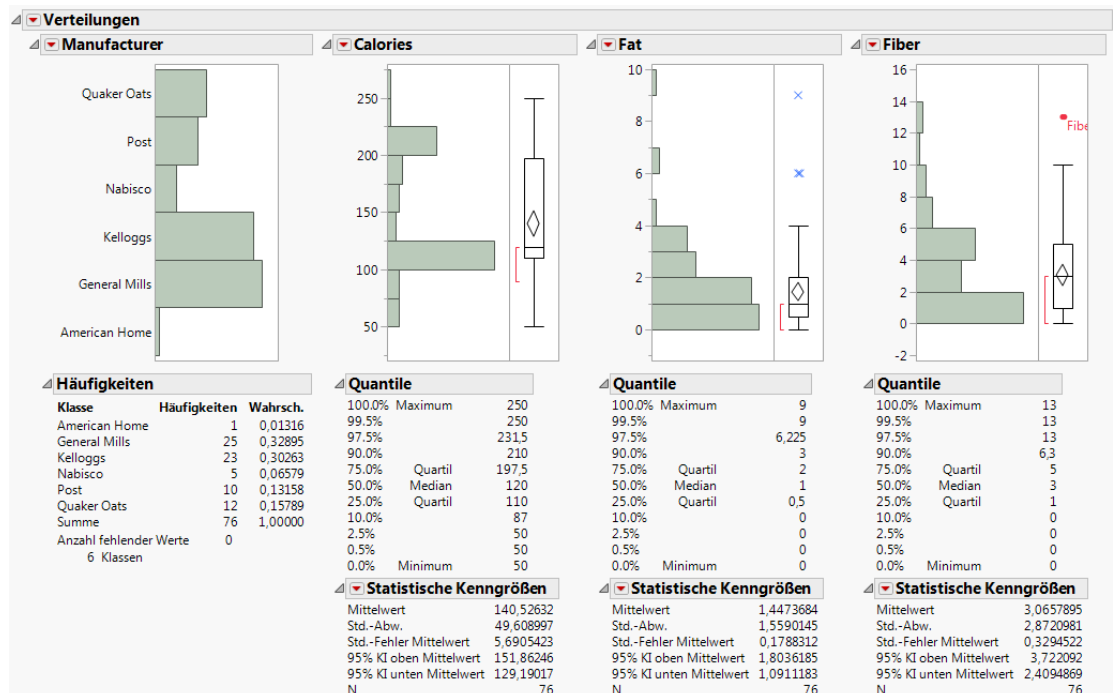 Verteilungen
Manufacturer
Quaker Oats
Post
Nabisco
Kelloggs
General Mills
American Home
Häufigkeiten
Klasse Häufigkeiten Wahrsch.
American Home 1 0,01316
General Mills 25 0,32895
Kelloggs 23 0,30263
Nabisco 5 0,06579
Post 10 0,13158
Quaker Oats 12 0,15789
Summe 76 1,00000
Anzahl fehlender Werte 0
6 Klassen
Calories
250
200
150
100
50
Quantile
100.0% Maximum 250
99.5% 250
97.5% 231,5
90.0% 210
75.0% Quartil 197,5
50.0% Median 120
25.0% Quartil 110
10.0% 87
2.5% 50
0.5% 50
0.0% Minimum 50
Statistische Kenngrößen
Mittelwert 140,52632
Std.-Abw. 49,608997
Std.-Fehler Mittelwert 5,6905423
95% KI oben Mittelwert 151,86246
95% KI unten Mittelwert 129,19017
N 76
Fat
10
8
6
4
2
0
Quantile
100.0% Maximum 9
99.5% 9
97.5% 6,225
90.0% 3
75.0% Quartil 2
50.0% Median 1
25.0% Quartil 0,5
10.0% 0
2.5% 0
0.5% 0
0.0% Minimum 0
Statistische Kenngrößen
Mittelwert 1,4473684
Std.-Abw. 1,5590145
Std.-Fehler Mittelwert 0,1788312
95% KI oben Mittelwert 1,8036185
95% KI unten Mittelwert 1,0911183
N 76
Fiber
16
14
12
10
8
6
4
2
0
-2
Fibe
Quantile
100.0% Maximum 13
99.5% 13
97.5% 13
90.0% 6,3
75.0% Quartil 5
50.0% Median 3
25.0% Quartil 1
10.0% 0
2.5% 0
0.5% 0
0.0% Minimum 0
Statistische Kenngrößen
Mittelwert 3,0657895
Std.-Abw. 2,8720981
Std.-Fehler Mittelwert 0,3294522
95% KI oben Mittelwert 3,722092
95% KI unten Mittelwert 2,4094869
N 76